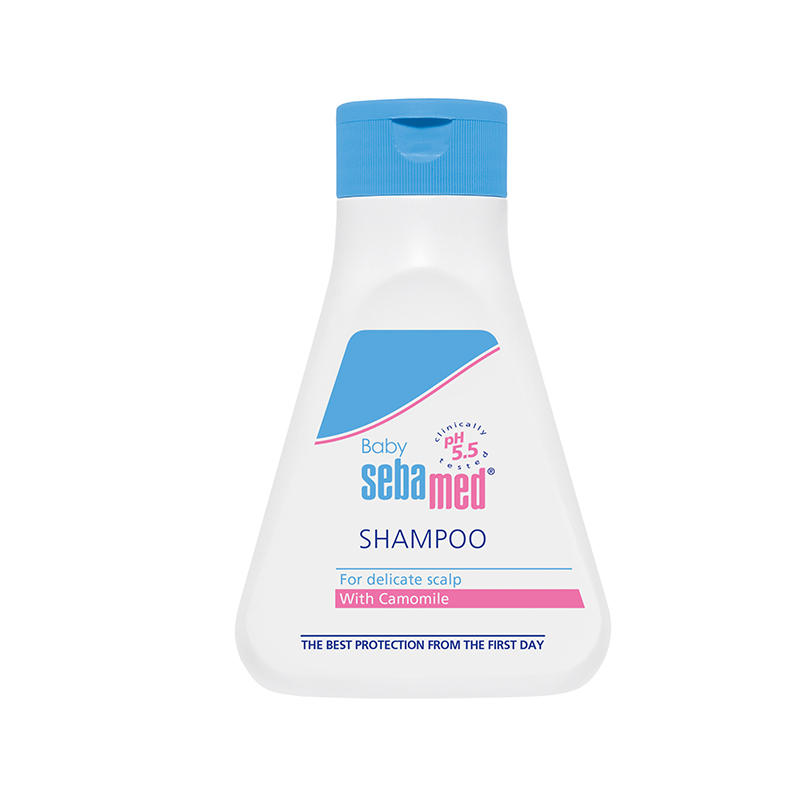 Baby
sebamed®
clinically
pH
5.5
tested
SHAMPOO
For delicate scalp
With Camomile
THE BEST PROTECTION FROM THE FIRST DAY